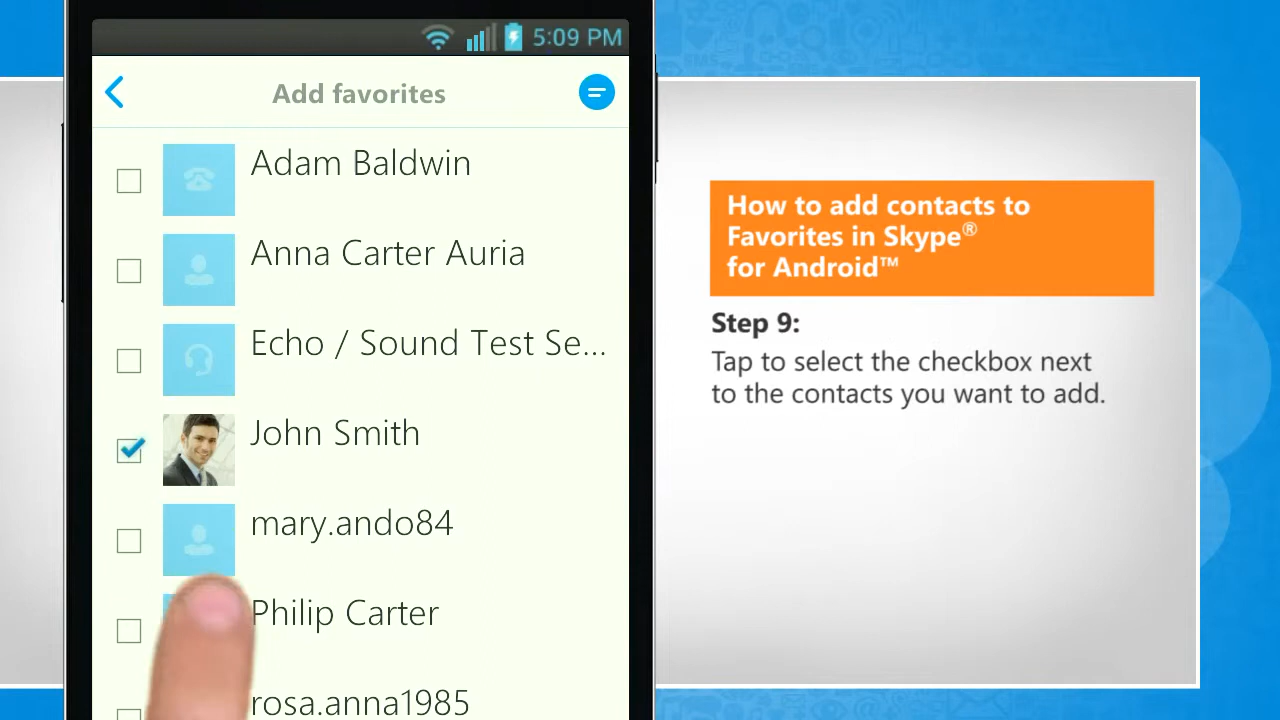 5:09 PM
Add favorites
Adam Baldwin
Anna Carter Auria
Echo / Sound Test Se...
John Smith
mary.ando84
Philip Carter
rosa.anna1985
How to add contacts to
Favorites in Skype®
for Android™
Step 9:
Tap to select the checkbox next
to the contacts you want to add.